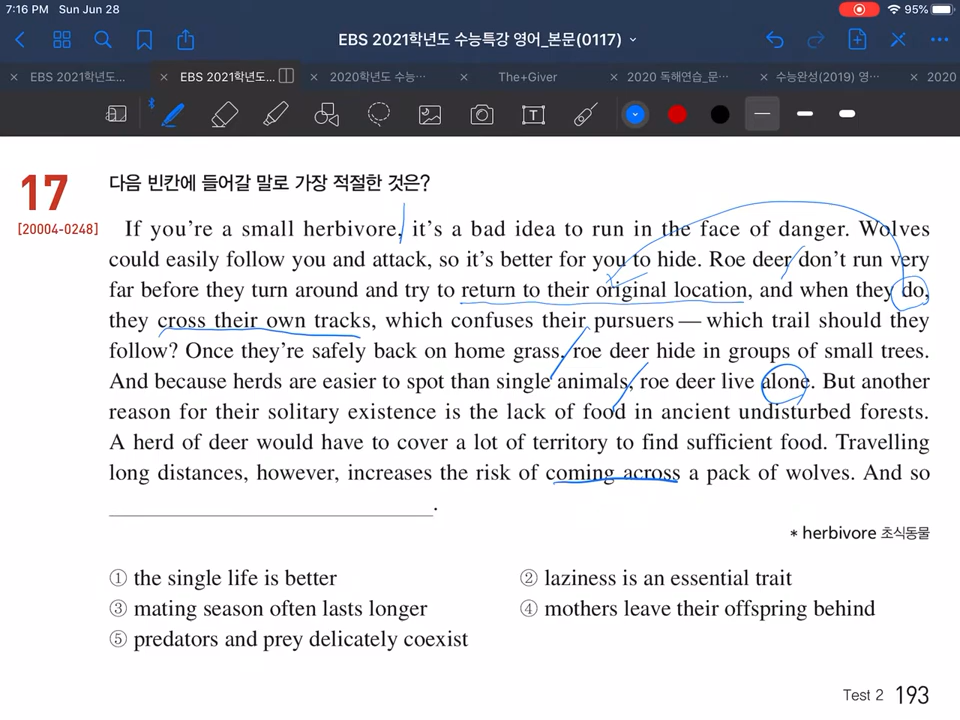 7:16 PM Sun Jun 28 95%
EBS 2021학년도 수능특강 영어_본문(0117)
EBS 2021학년도... EBS 2021학년도... 2020학년도 수능... The+Giver 2020 독해연습_문... 수능완성(2019) 영... 2020
17 다음 빈칸에 들어갈 말로 가장 적절한 것은?
[20004-0248] If you're a small herbivore, it's a bad idea to run in the face of danger. Wolves
could easily follow you and attack, so it's better for you to hide. Roe deer don't run very
far before they turn around and try to return to their original location, and when they do,
they cross their own tracks, which confuses their pursuers — which trail should they
follow? Once they're safely back on home grass, roe deer hide in groups of small trees.
And because herds are easier to spot than single animals, roe deer live alone. But another
reason for their solitary existence is the lack of food in ancient undisturbed forests.
A herd of deer would have to cover a lot of territory to find sufficient food. Travelling
long distances, however, increases the risk of coming across a pack of wolves. And so
____________________.
* herbivore 초식동물
① the single life is better ② laziness is an essential trait
③ mating season often lasts longer ④ mothers leave their offspring behind
⑤ predators and prey delicately coexist
Test 2 193